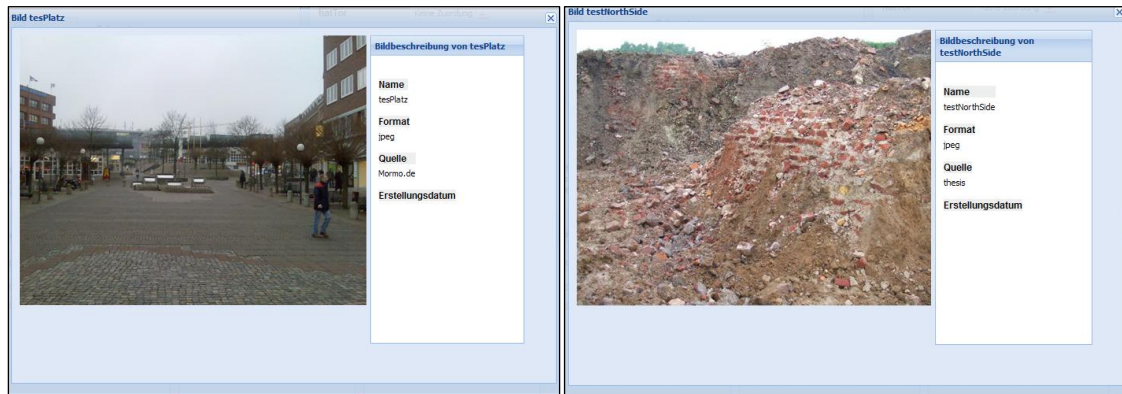 Bild tesPlatz
Bildbeschreibung von tesPlatz
Name
tesPlatz
Format
jpeg
Quelle
Mormo.de
Erstellungsdatum
Bild testNorthSide
Bildbeschreibung von
testNorthSide
Name
testNorthSide
Format
jpeg
Quelle
thesis
Erstellungsdatum